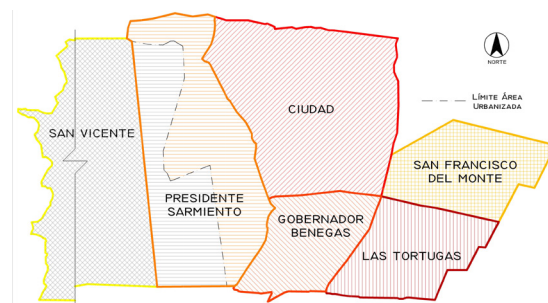 NORTE
LÍMITE ÁREA
URBANIZADA
CIUDAD
SAN VICENTE
SAN FRANCISCO
DEL MONTE
PRESIDENTE
SARMIENTO
GOBERNADOR
BENEGAS
LAS TORTUGAS